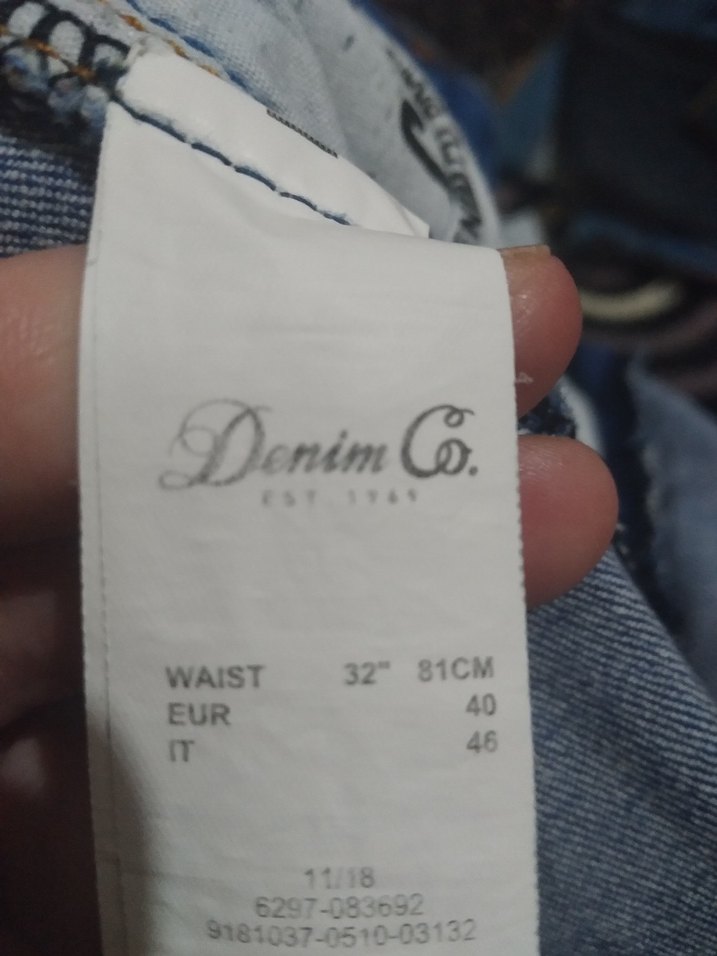 Denim Co.
EST. 1969
WAIST 32" 81CM
EUR 40
IT 46
11/18
6297-083692
9181037-0510-03132